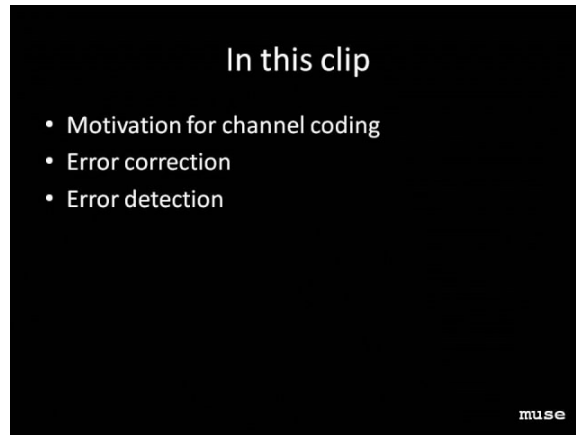 In this clip
• Motivation for channel coding
• Error correction
• Error detection
muse